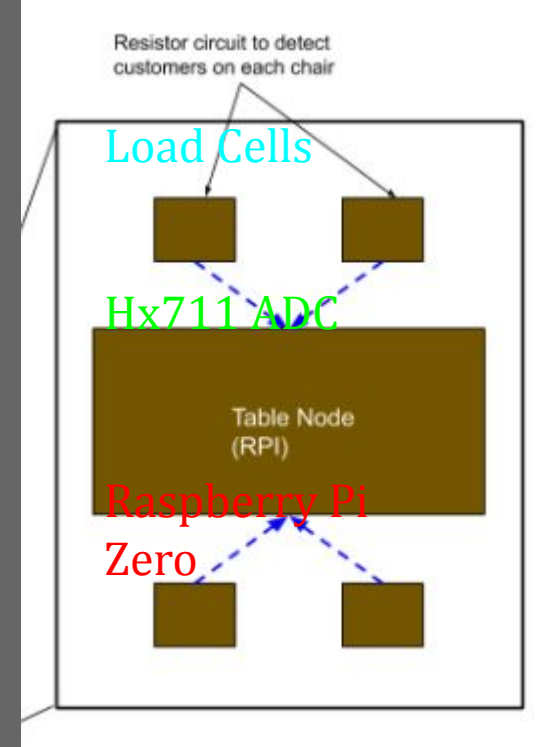 Resistor circuit to detect
customers on each chair
Load Cells
Hx711 ADC
Table Node
(RPI)
Raspberry Pi
Zero